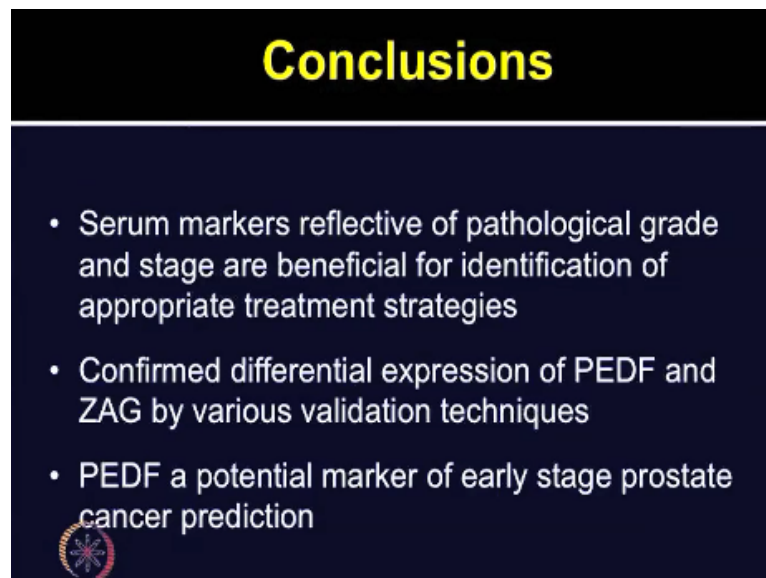 Conclusions
• Serum markers reflective of pathological grade
and stage are beneficial for identification of
appropriate treatment strategies
• Confirmed differential expression of PEDF and
ZAG by various validation techniques
• PEDF a potential marker of early stage prostate
cancer prediction